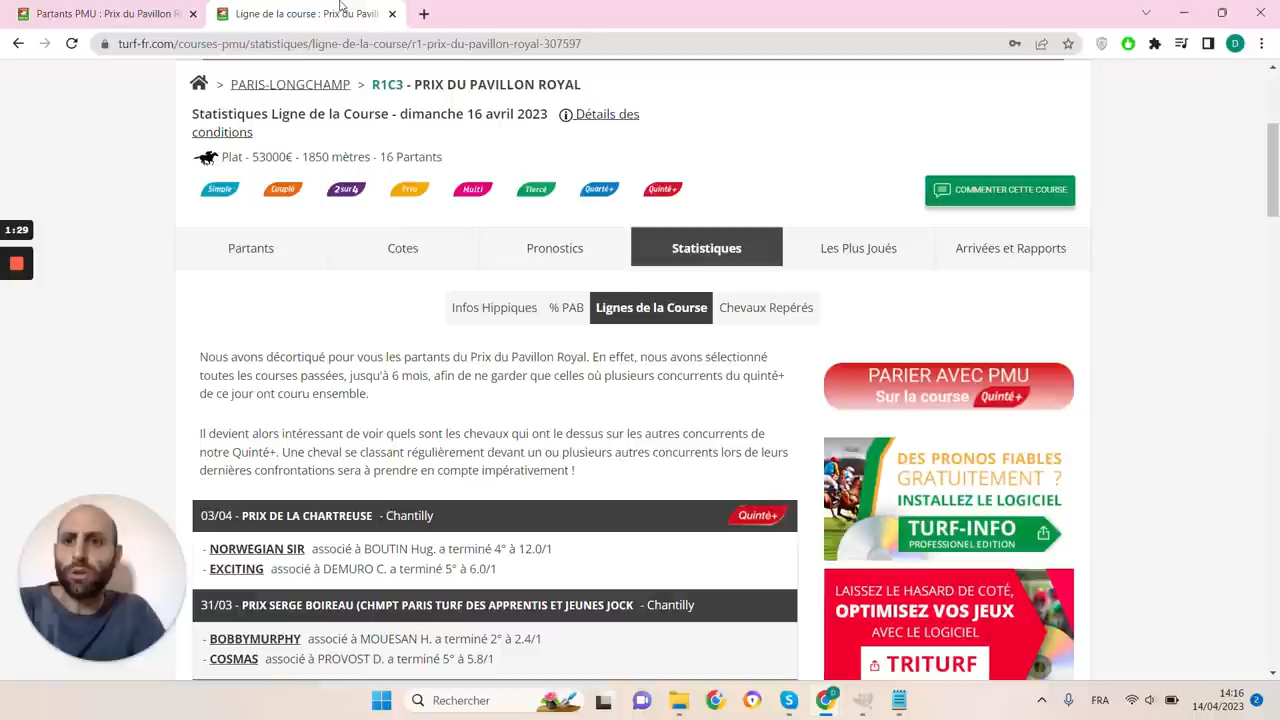 Partants PMU - Paris-Longcham
Ligne de la course : Prix du Pavill
turf-fr.com/courses-pmu/statistiques/ligne-de-la-course/r1-prix-du-pavillon-royal-307597
D
> PARIS-LONGCHAMP > R1C3 - PRIX DU PAVILLON ROYAL
Statistiques Ligne de la Course - dimanche 16 avril 2023 Détails des
conditions
Plat - 53000€ - 1850 mètres - 16 Partants
Simple Couplé 2sur4 Trio Multi Tiercé Quarté+ Quinté+
COMMENTER CETTE COURSE
1:29
Partants Cotes Pronostics Statistiques Les Plus Joués Arrivées et Rapports
Infos Hippiques % PAB Lignes de la Course Chevaux Repérés
Nous avons décortiqué pour vous les partants du Prix du Pavillon Royal. En effet, nous avons sélectionné
toutes les courses passées, jusqu'à 6 mois, afin de ne garder que celles où plusieurs concurrents du quinté+
de ce jour ont couru ensemble.
Il devient alors intéressant de voir quels sont les chevaux qui ont le dessus sur les autres concurrents de
notre Quinté+. Une cheval se classant régulièrement devant un ou plusieurs autres concurrents lors de leurs
dernières confrontations sera à prendre en compte impérativement !
03/04 - PRIX DE LA CHARTREUSE - Chantilly Quinté+
- NORWEGIAN SIR associé à BOUTIN Hug. a terminé 4° à 12.0/1
- EXCITING associé à DEMURO C. a terminé 5° à 6.0/1
31/03 - PRIX SERGE BOIREAU (CHMPT PARIS TURF DES APPRENTIS ET JEUNES JOCK - Chantilly
- BOBBYMURPHY associé à MOUESAN H. a terminé 2° à 2.4/1
- COSMAS associé à PROVOST D. a terminé 5° à 5.8/1
PARIER AVEC PMU
Sur la course Quinté+
DES PRONOS FIABLES
GRATUITEMENT ?
INSTALLEZ LE LOGICIEL
TURF-INFO
PROFESSIONEL EDITION
LAISSEZ LE HASARD DE COTÉ,
OPTIMISEZ VOS JEUX
AVEC LE LOGICIEL
TRITURF
Rechercher
FRA
14:16
14/04/2023
2